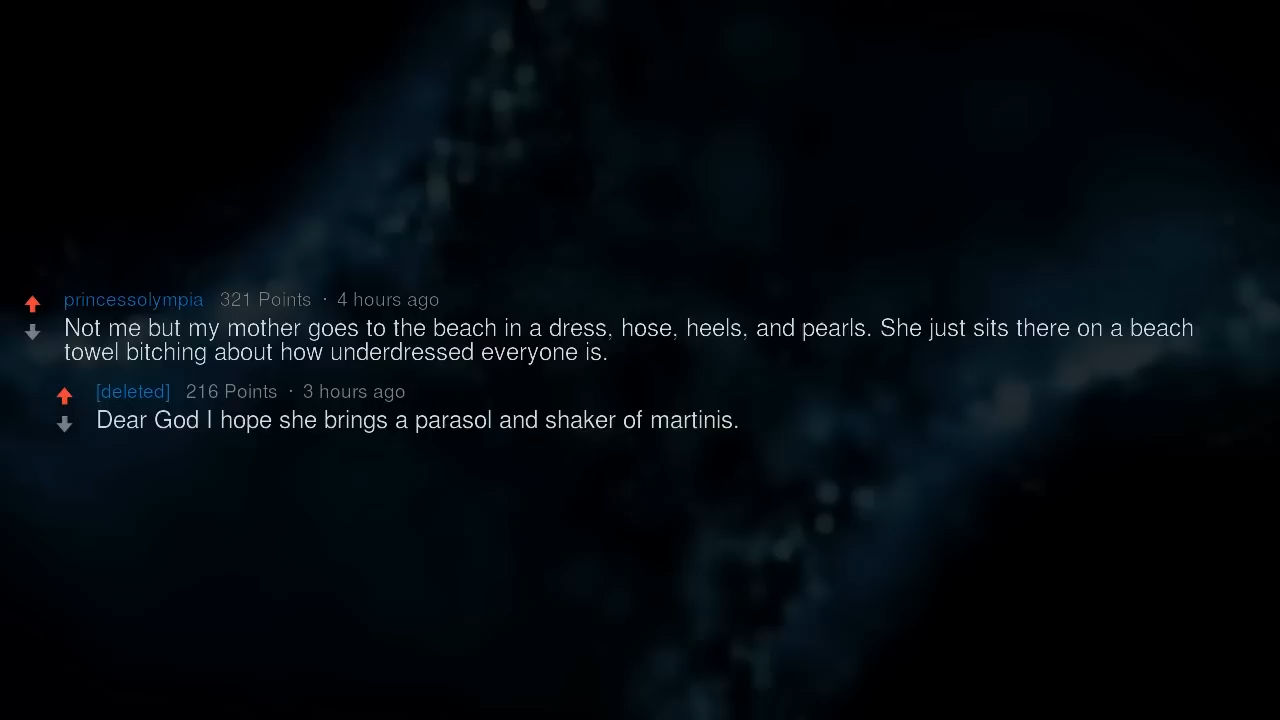 princessolympia 321 Points · 4 hours ago
Not me but my mother goes to the beach in a dress, hose, heels, and pearls. She just sits there on a beach
towel bitching about how underdressed everyone is.
[deleted] 216 Points · 3 hours ago
Dear God I hope she brings a parasol and shaker of martinis.